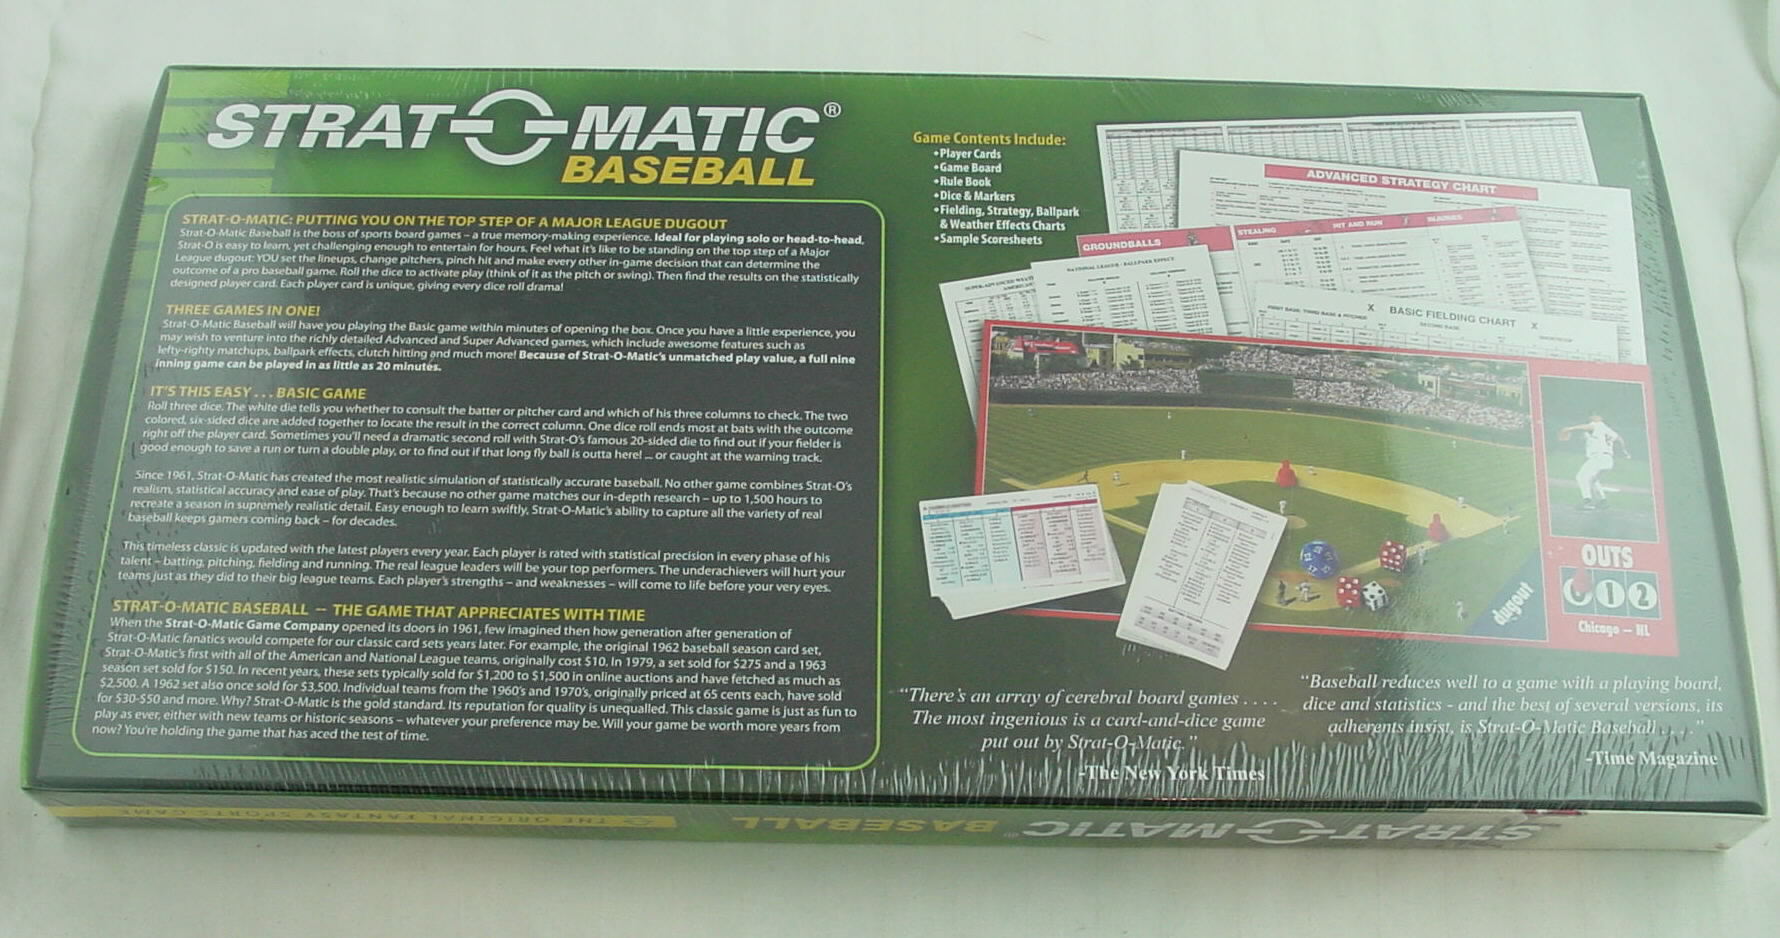 STRAT-O-MATIC®
BASEBALL
STRAT-O-MATIC: PUTTING YOU ON THE TOP STEP OF A MAJOR LEAGUE DUGOUT
Strat-O-Matic Baseball is the boss of sports board games – a true memory-making experience. Ideal for playing solo or head-to-head,
Strat-O is easy to learn, yet challenging enough to entertain for hours. Feel what it's like to be standing on the top step of a Major
League dugout: YOU set the lineups, change pitchers, pinch hit and make every other in-game decision that can determine the
outcome of a pro baseball game. Roll the dice to activate play (think of it as the pitch or swing). Then find the results on the statistically
designed player card. Each player card is unique, giving every dice roll drama!
THREE GAMES IN ONE!
Strat-O-Matic Baseball will have you playing the Basic game within minutes of opening the box. Once you have a little experience, you
may wish to venture into the richly detailed Advanced and Super Advanced games, which include awesome features such as
lefty-righty matchups, ballpark effects, clutch hitting and much more! Because of Strat-O-Matic's unmatched play value, a full nine
inning game can be played in as little as 20 minutes.
IT'S THIS EASY . . . BASIC GAME
Roll three dice. The white die tells you whether to consult the batter or pitcher card and which of his three columns to check. The two
colored, six-sided dice are added together to locate the result in the correct column. One dice roll ends most at bats with the outcome
right off the player card. Sometimes you'll need a dramatic second roll with Strat-O's famous 20-sided die to find out if your fielder is
good enough to save a run or turn a double play, or to find out if that long fly ball is outta here! ... or caught at the warning track.
Since 1961, Strat-O-Matic has created the most realistic simulation of statistically accurate baseball. No other game combines Strat-O's
realism, statistical accuracy and ease of play. That's because no other game matches our in-depth research – up to 1,500 hours to
recreate a season in supremely realistic detail. Easy enough to learn swiftly, Strat-O-Matic's ability to capture all the variety of real
baseball keeps gamers coming back – for decades.
This timeless classic is updated with the latest players every year. Each player is rated with statistical precision in every phase of his
talent – batting, pitching, fielding and running. The real league leaders will be your top performers. The underachievers will hurt your
teams just as they did to their big league teams. Each player's strengths – and weaknesses – will come to life before your very eyes.
STRAT-O-MATIC BASEBALL -- THE GAME THAT APPRECIATES WITH TIME
When the Strat-O-Matic Game Company opened its doors in 1961, few imagined then how generation after generation of
Strat-O-Matic fanatics would compete for our classic card sets years later. For example, the original 1962 baseball season card set,
Strat-O-Matic's first with all of the American and National League teams, originally cost $10. In 1979, a set sold for $275 and a 1963
season set sold for $150. In recent years, these sets typically sold for $1,200 to $1,500 in online auctions and have fetched as much as
$2,500. A 1962 set also once sold for $3,500. Individual teams from the 1960's and 1970's, originally priced at 65 cents each, have sold
for $30-$50 and more. Why? Strat-O-Matic is the gold standard. Its reputation for quality is unequalled. This classic game is just as fun to
play as ever, either with new teams or historic seasons – whatever your preference may be. Will your game be worth more years from
now? You're holding the game that has aced the test of time.
Game Contents Include:
• Player Cards
• Game Board
• Rule Book
• Dice & Markers
• Fielding, Strategy, Ballpark
& Weather Effects Charts
• Sample Scoresheets
ADVANCED STRATEGY CHART
GROUNDBALLS
STEALING
HIT AND RUN
INJURIES
NATIONAL LEAGUE - BALLPARK EFFECT
X BASIC FIELDING CHART X
SECOND BASE
dugout
OUTS
1 2
Chicago – NL
"There's an array of cerebral board games . . . .
The most ingenious is a card-and-dice game
put out by Strat-O-Matic."
-The New York Times
"Baseball reduces well to a game with a playing board,
dice and statistics - and the best of several versions, its
adherents insist, is Strat-O-Matic Baseball . . . ."
-Time Magazine
THE ORIGINAL FANTASY SPORTS GAME
STRAT-O-MATIC® BASEBALL